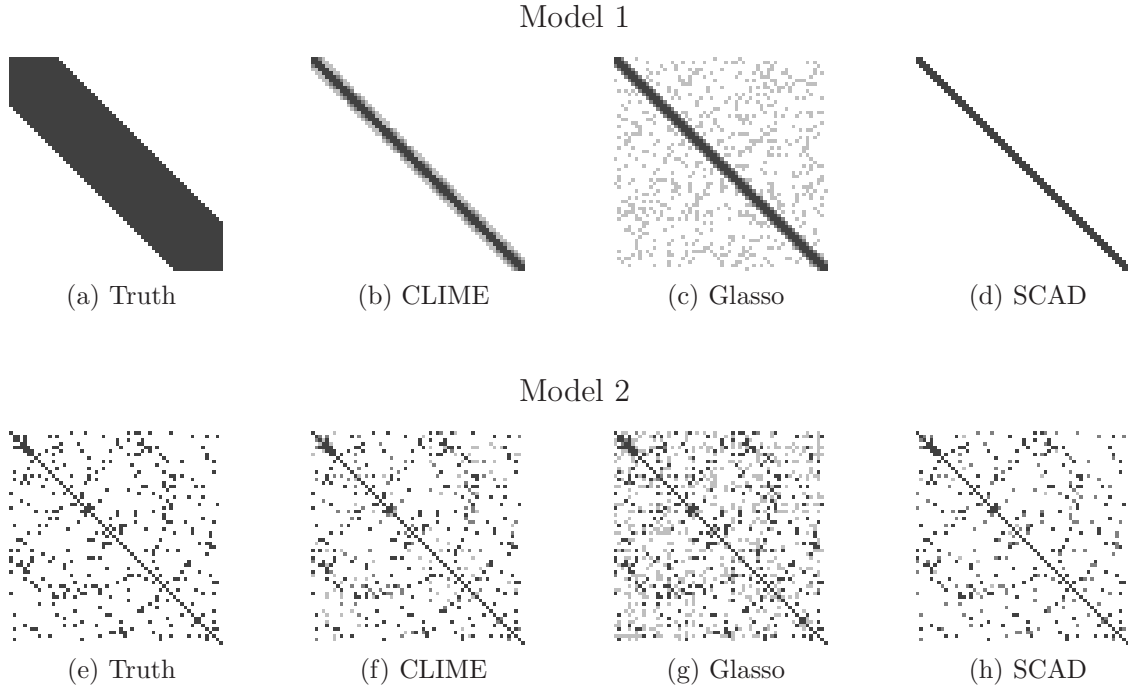 Model 1
(a) Truth (b) CLIME (c) Glasso (d) SCAD
Model 2
(e) Truth (f) CLIME (g) Glasso (h) SCAD